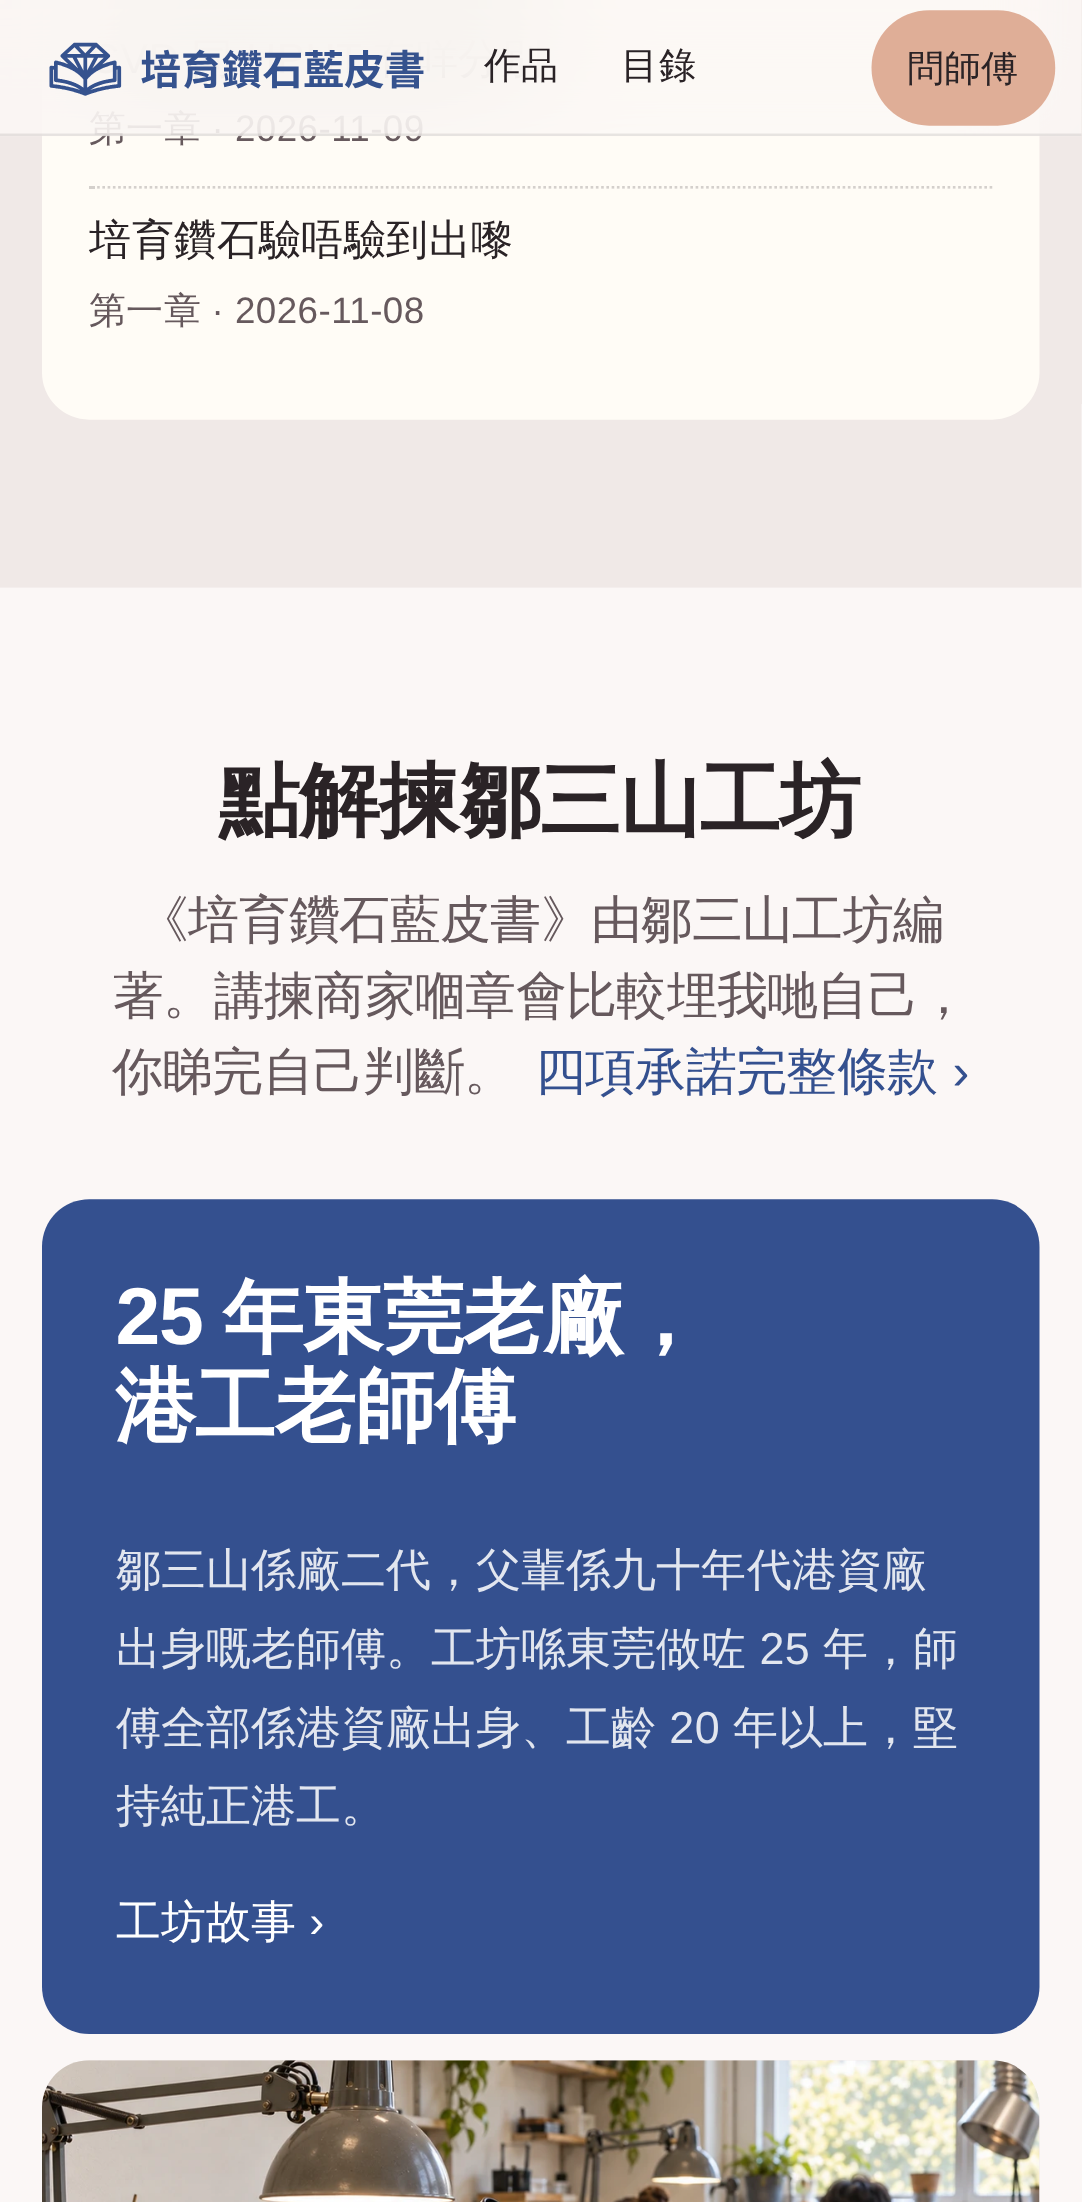 培育鑽石藍皮書
作品
目錄
問師傅
第一章 · 2026-11-09
培育鑽石驗唔驗到出嚟
第一章 · 2026-11-08
點解揀鄒三山工坊
《培育鑽石藍皮書》由鄒三山工坊編
著。講揀商家嗰章會比較埋我哋自己，
你睇完自己判斷。 四項承諾完整條款 ›
25 年東莞老廠，
港工老師傅
鄒三山係廠二代，父輩係九十年代港資廠
出身嘅老師傅。工坊喺東莞做咗 25 年，師
傅全部係港資廠出身、工齡 20 年以上，堅
持純正港工。
工坊故事 ›